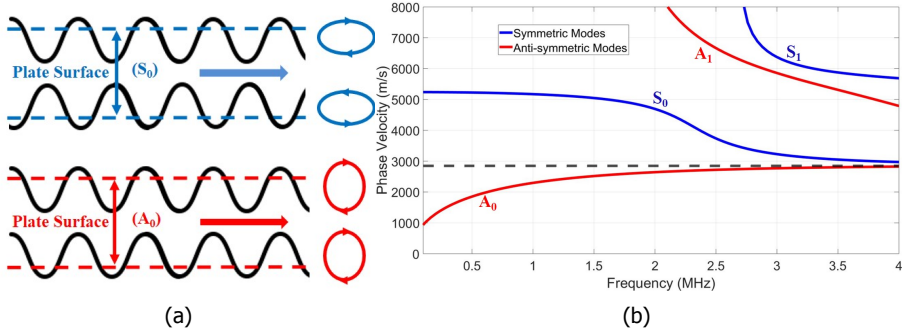 Plate Surface
(S₀)
Plate Surface
(A₀)
(a)
Phase Velocity (m/s)
8000
7000
6000
5000
4000
3000
2000
1000
0
Symmetric Modes
Anti-symmetric Modes
A₁
S₁
S₀
A₀
0.5
1
1.5
2
2.5
3
3.5
4
Frequency (MHz)
(b)